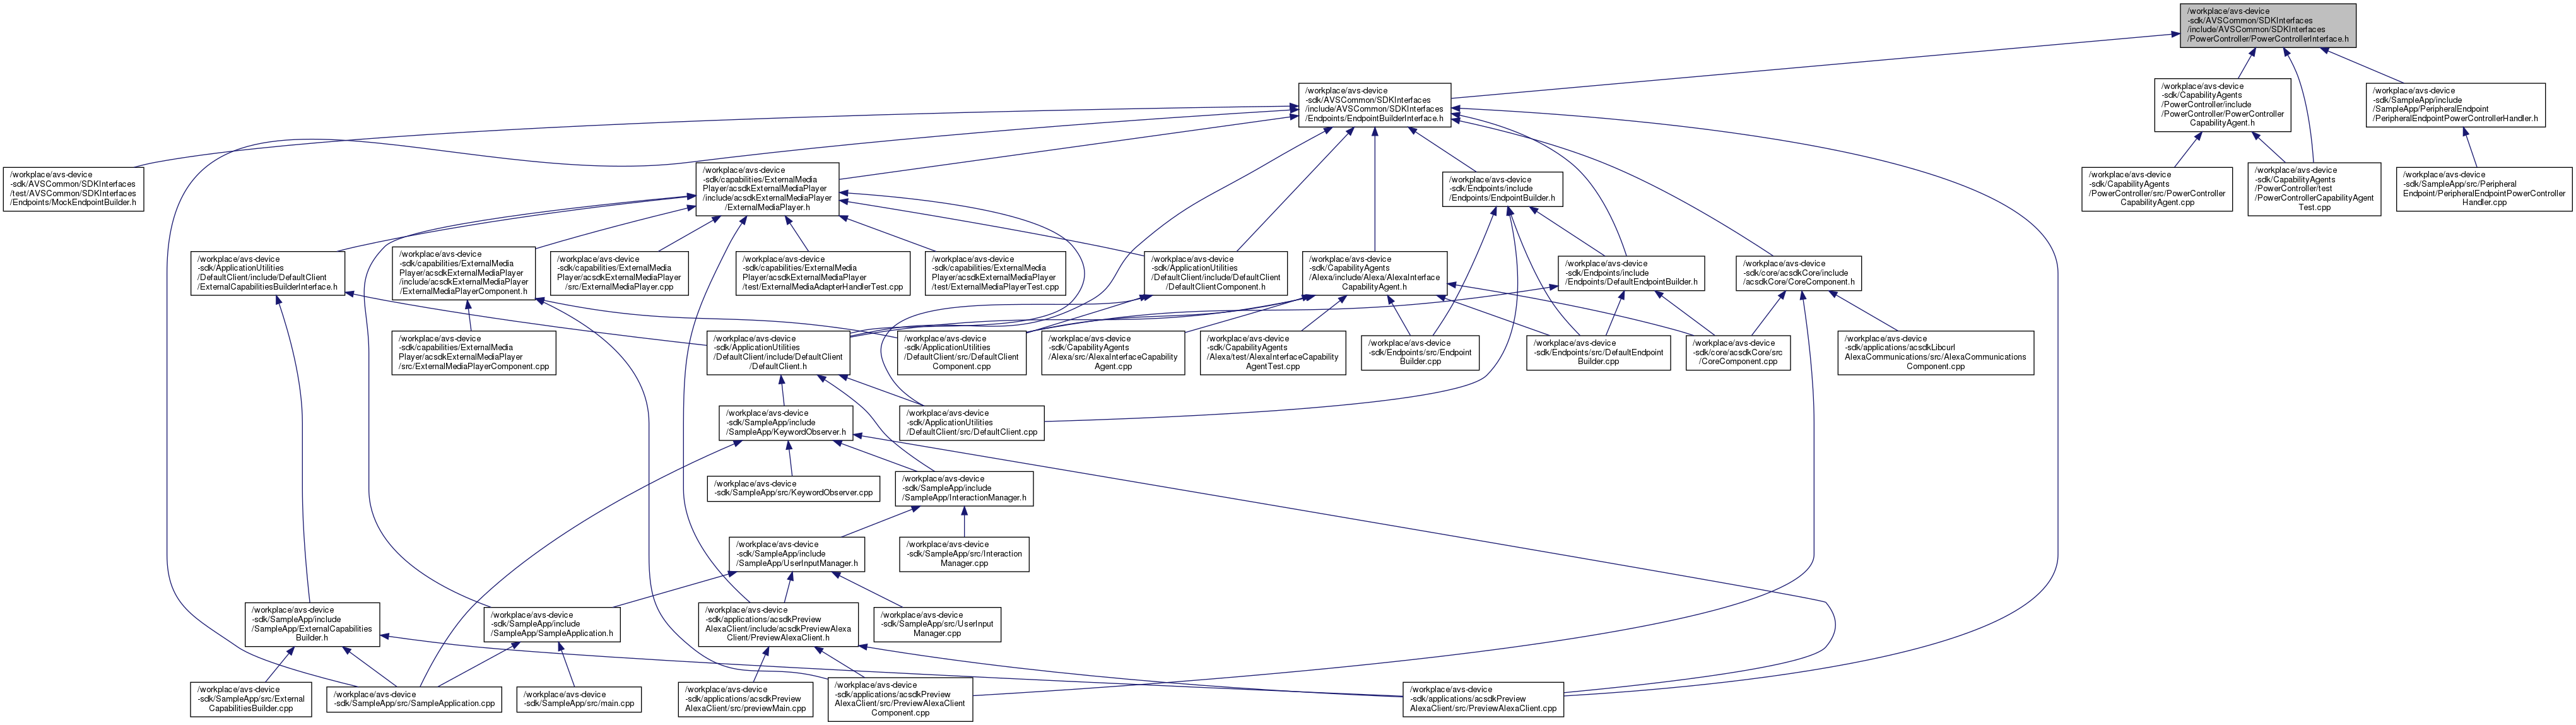 /workplace/avs-device
-sdk/AVSCommon/SDKInterfaces
/include/AVSCommon/SDKInterfaces
/PowerController/PowerControllerInterface.h
/workplace/avs-device
-sdk/AVSCommon/SDKInterfaces
/include/AVSCommon/SDKInterfaces
/Endpoints/EndpointBuilderInterface.h
/workplace/avs-device
-sdk/CapabilityAgents
/PowerController/include
/PowerController/PowerController
CapabilityAgent.h
/workplace/avs-device
-sdk/SampleApp/include
/SampleApp/PeripheralEndpoint
/PeripheralEndpointPowerControllerHandler.h
/workplace/avs-device
-sdk/AVSCommon/SDKInterfaces
/test/AVSCommon/SDKInterfaces
/Endpoints/MockEndpointBuilder.h
/workplace/avs-device
-sdk/capabilities/ExternalMedia
Player/acsdkExternalMediaPlayer
/include/acsdkExternalMediaPlayer
/ExternalMediaPlayer.h
/workplace/avs-device
-sdk/Endpoints/include
/Endpoints/EndpointBuilder.h
/workplace/avs-device
-sdk/CapabilityAgents
/PowerController/src/PowerController
CapabilityAgent.cpp
/workplace/avs-device
-sdk/CapabilityAgents
/PowerController/test
/PowerControllerCapabilityAgent
Test.cpp
/workplace/avs-device
-sdk/SampleApp/src/Peripheral
Endpoint/PeripheralEndpointPowerController
Handler.cpp
/workplace/avs-device
-sdk/ApplicationUtilities
/DefaultClient/include/DefaultClient
/ExternalCapabilitiesBuilderInterface.h
/workplace/avs-device
-sdk/capabilities/ExternalMedia
Player/acsdkExternalMediaPlayer
/include/acsdkExternalMediaPlayer
/ExternalMediaPlayerComponent.h
/workplace/avs-device
-sdk/capabilities/ExternalMedia
Player/acsdkExternalMediaPlayer
/src/ExternalMediaPlayer.cpp
/workplace/avs-device
-sdk/capabilities/ExternalMedia
Player/acsdkExternalMediaPlayer
/test/ExternalMediaAdapterHandlerTest.cpp
/workplace/avs-device
-sdk/capabilities/ExternalMedia
Player/acsdkExternalMediaPlayer
/test/ExternalMediaPlayerTest.cpp
/workplace/avs-device
-sdk/ApplicationUtilities
/DefaultClient/include/DefaultClient
/DefaultClientComponent.h
/workplace/avs-device
-sdk/CapabilityAgents
/Alexa/include/Alexa/AlexaInterface
CapabilityAgent.h
/workplace/avs-device
-sdk/Endpoints/include
/Endpoints/DefaultEndpointBuilder.h
/workplace/avs-device
-sdk/core/acsdkCore/include
/acsdkCore/CoreComponent.h
/workplace/avs-device
-sdk/capabilities/ExternalMedia
Player/acsdkExternalMediaPlayer
/src/ExternalMediaPlayerComponent.cpp
/workplace/avs-device
-sdk/ApplicationUtilities
/DefaultClient/include/DefaultClient
/DefaultClient.h
/workplace/avs-device
-sdk/ApplicationUtilities
/DefaultClient/src/DefaultClient
Component.cpp
/workplace/avs-device
-sdk/CapabilityAgents
/Alexa/src/AlexaInterfaceCapability
Agent.cpp
/workplace/avs-device
-sdk/CapabilityAgents
/Alexa/test/AlexaInterfaceCapability
AgentTest.cpp
/workplace/avs-device
-sdk/Endpoints/src/Endpoint
Builder.cpp
/workplace/avs-device
-sdk/Endpoints/src/DefaultEndpoint
Builder.cpp
/workplace/avs-device
-sdk/core/acsdkCore/src
/CoreComponent.cpp
/workplace/avs-device
-sdk/applications/acsdkLibcurl
AlexaCommunications/src/AlexaCommunications
Component.cpp
/workplace/avs-device
-sdk/SampleApp/include
/SampleApp/KeywordObserver.h
/workplace/avs-device
-sdk/ApplicationUtilities
/DefaultClient/src/DefaultClient.cpp
/workplace/avs-device
-sdk/SampleApp/src/KeywordObserver.cpp
/workplace/avs-device
-sdk/SampleApp/include
/SampleApp/InteractionManager.h
/workplace/avs-device
-sdk/SampleApp/include
/SampleApp/UserInputManager.h
/workplace/avs-device
-sdk/SampleApp/src/Interaction
Manager.cpp
/workplace/avs-device
-sdk/SampleApp/include
/SampleApp/ExternalCapabilities
Builder.h
/workplace/avs-device
-sdk/SampleApp/include
/SampleApp/SampleApplication.h
/workplace/avs-device
-sdk/applications/acsdkPreview
AlexaClient/include/acsdkPreviewAlexa
Client/PreviewAlexaClient.h
/workplace/avs-device
-sdk/SampleApp/src/UserInput
Manager.cpp
/workplace/avs-device
-sdk/SampleApp/src/External
CapabilitiesBuilder.cpp
/workplace/avs-device
-sdk/SampleApp/src/SampleApplication.cpp
/workplace/avs-device
-sdk/SampleApp/src/main.cpp
/workplace/avs-device
-sdk/applications/acsdkPreview
AlexaClient/src/previewMain.cpp
/workplace/avs-device
-sdk/applications/acsdkPreview
AlexaClient/src/PreviewAlexaClient
Component.cpp
/workplace/avs-device
-sdk/applications/acsdkPreview
AlexaClient/src/PreviewAlexaClient.cpp